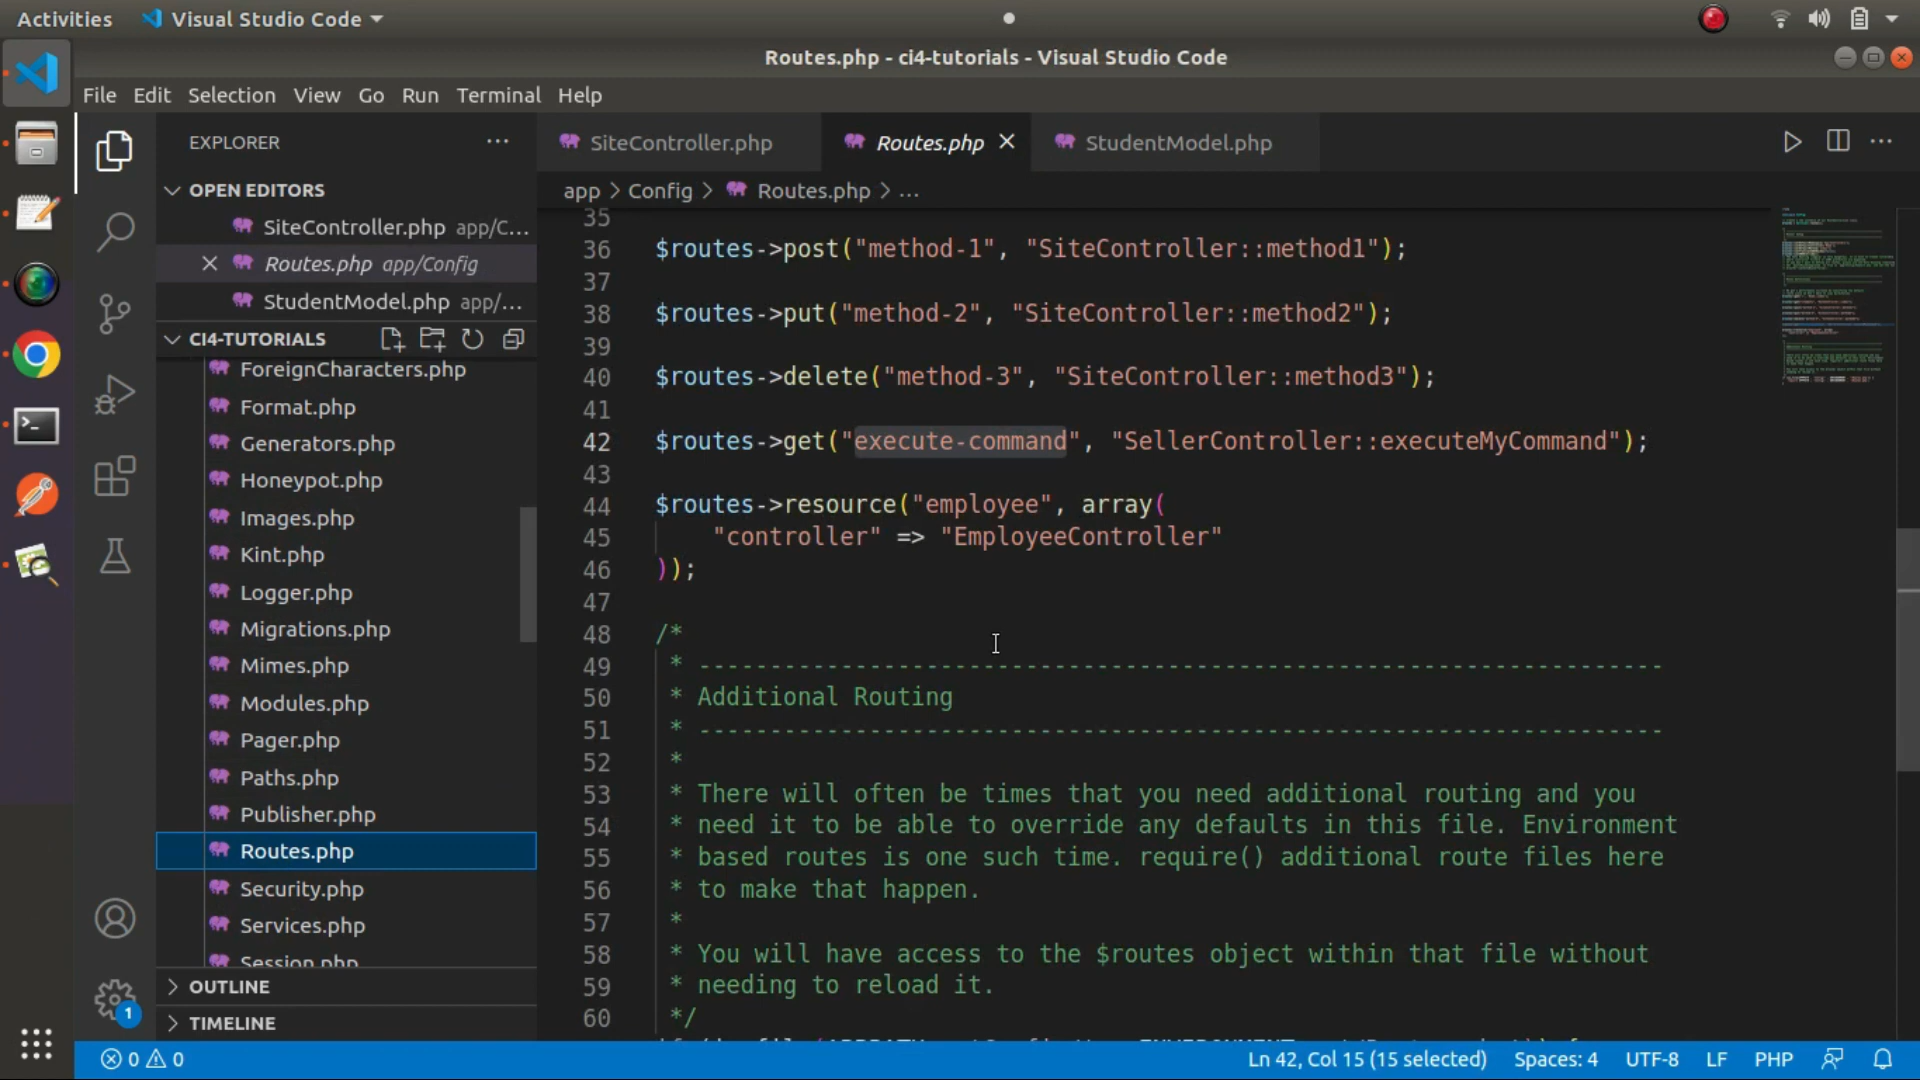 Activities
Visual Studio Code
Routes.php - ci4-tutorials - Visual Studio Code
File Edit Selection View Go Run Terminal Help
EXPLORER
OPEN EDITORS
SiteController.php app/C...
Routes.php app/Config
StudentModel.php app/...
CI4-TUTORIALS
ForeignCharacters.php
Format.php
Generators.php
Honeypot.php
Images.php
Kint.php
Logger.php
Migrations.php
Mimes.php
Modules.php
Pager.php
Paths.php
Publisher.php
Routes.php
Security.php
Services.php
Session.php
OUTLINE
TIMELINE
1
SiteController.php
Routes.php
StudentModel.php
app > Config > Routes.php > ...
35
36 $routes->post("method-1", "SiteController::method1");
37
38 $routes->put("method-2", "SiteController::method2");
39
40 $routes->delete("method-3", "SiteController::method3");
41
42 $routes->get("execute-command", "SellerController::executeMyCommand");
43
44 $routes->resource("employee", array(
45 "controller" => "EmployeeController"
46 ));
47
48 /*
49 * --------------------------------------------------------------------
50 * Additional Routing
51 * --------------------------------------------------------------------
52 *
53 * There will often be times that you need additional routing and you
54 * need it to be able to override any defaults in this file. Environment
55 * based routes is one such time. require() additional route files here
56 * to make that happen.
57 *
58 * You will have access to the $routes object within that file without
59 * needing to reload it.
60 */
0 0
Ln 42, Col 15 (15 selected)
Spaces: 4
UTF-8
LF
PHP